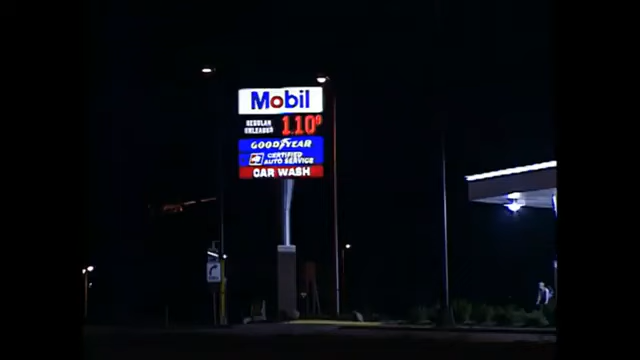 Mobil
REGULAR
UNLEADED 1.10⁹
GOODYEAR
CERTIFIED
AUTO SERVICE
CAR WASH